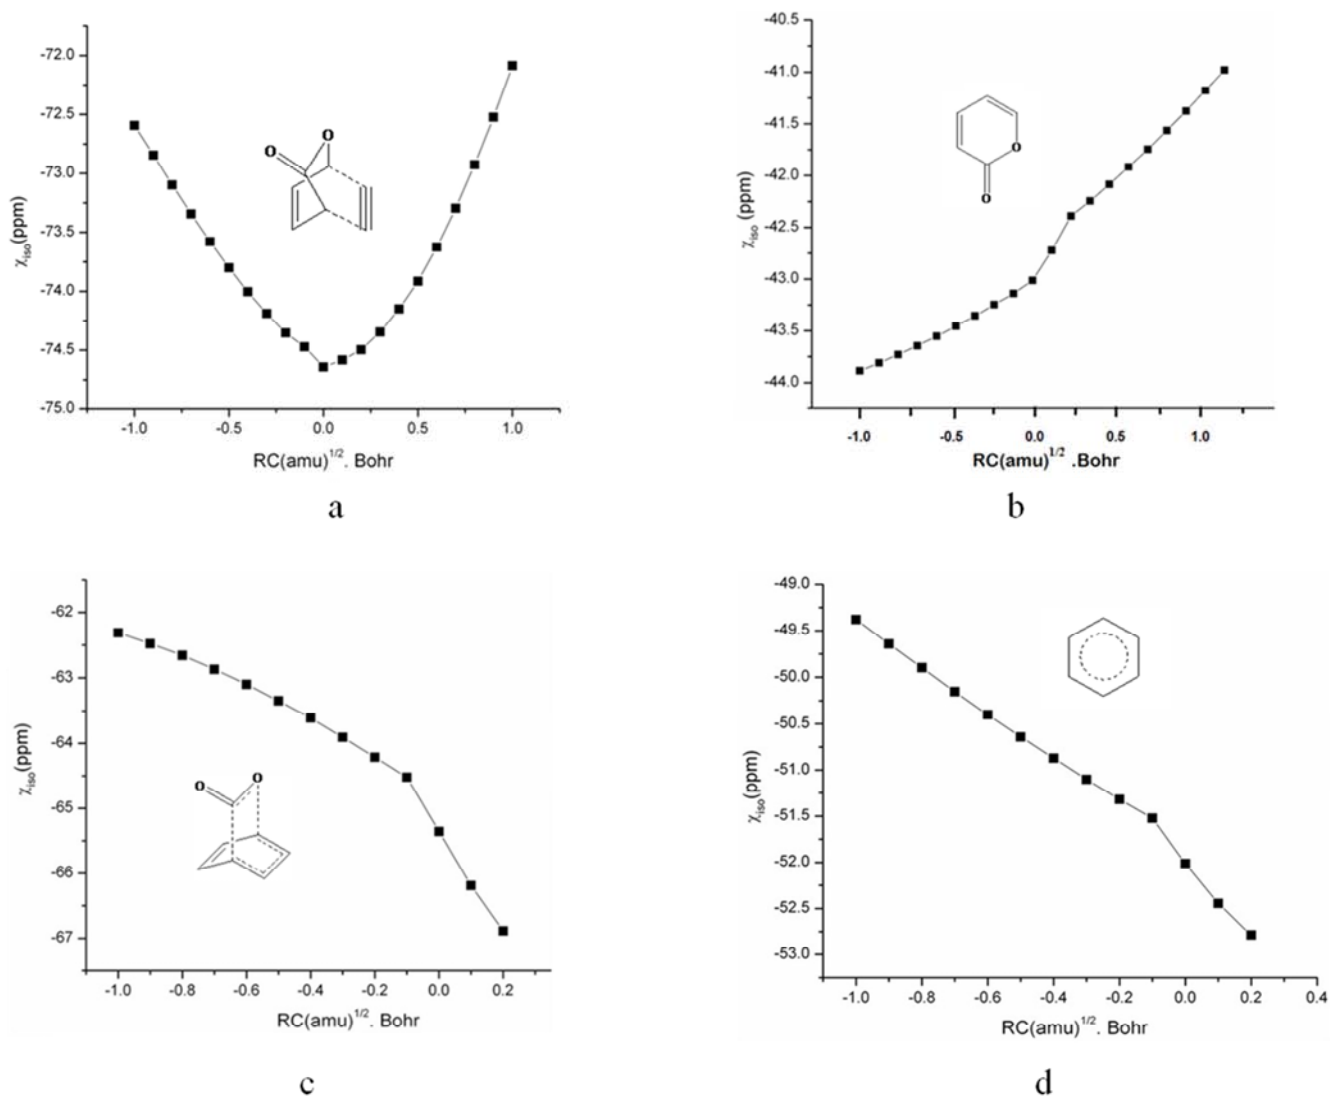 -72.0
-72.5
-73.0
-73.5
-74.0
-74.5
-75.0
χiso(ppm)
O
O
-1.0 -0.5 0.0 0.5 1.0
RC(amu)1/2. Bohr
a
-40.5
-41.0
-41.5
-42.0
-42.5
-43.0
-43.5
-44.0
χiso (ppm)
O
O
-1.0 -0.5 0.0 0.5 1.0
RC(amu)1/2 .Bohr
b
-62
-63
-64
-65
-66
-67
χiso(ppm)
O
O
-1.0 -0.8 -0.6 -0.4 -0.2 0.0 0.2
RC(amu)1/2. Bohr
c
-49.0
-49.5
-50.0
-50.5
-51.0
-51.5
-52.0
-52.5
-53.0
χiso(ppm)
-1.0 -0.8 -0.6 -0.4 -0.2 0.0 0.2 0.4
RC(amu)1/2. Bohr
d